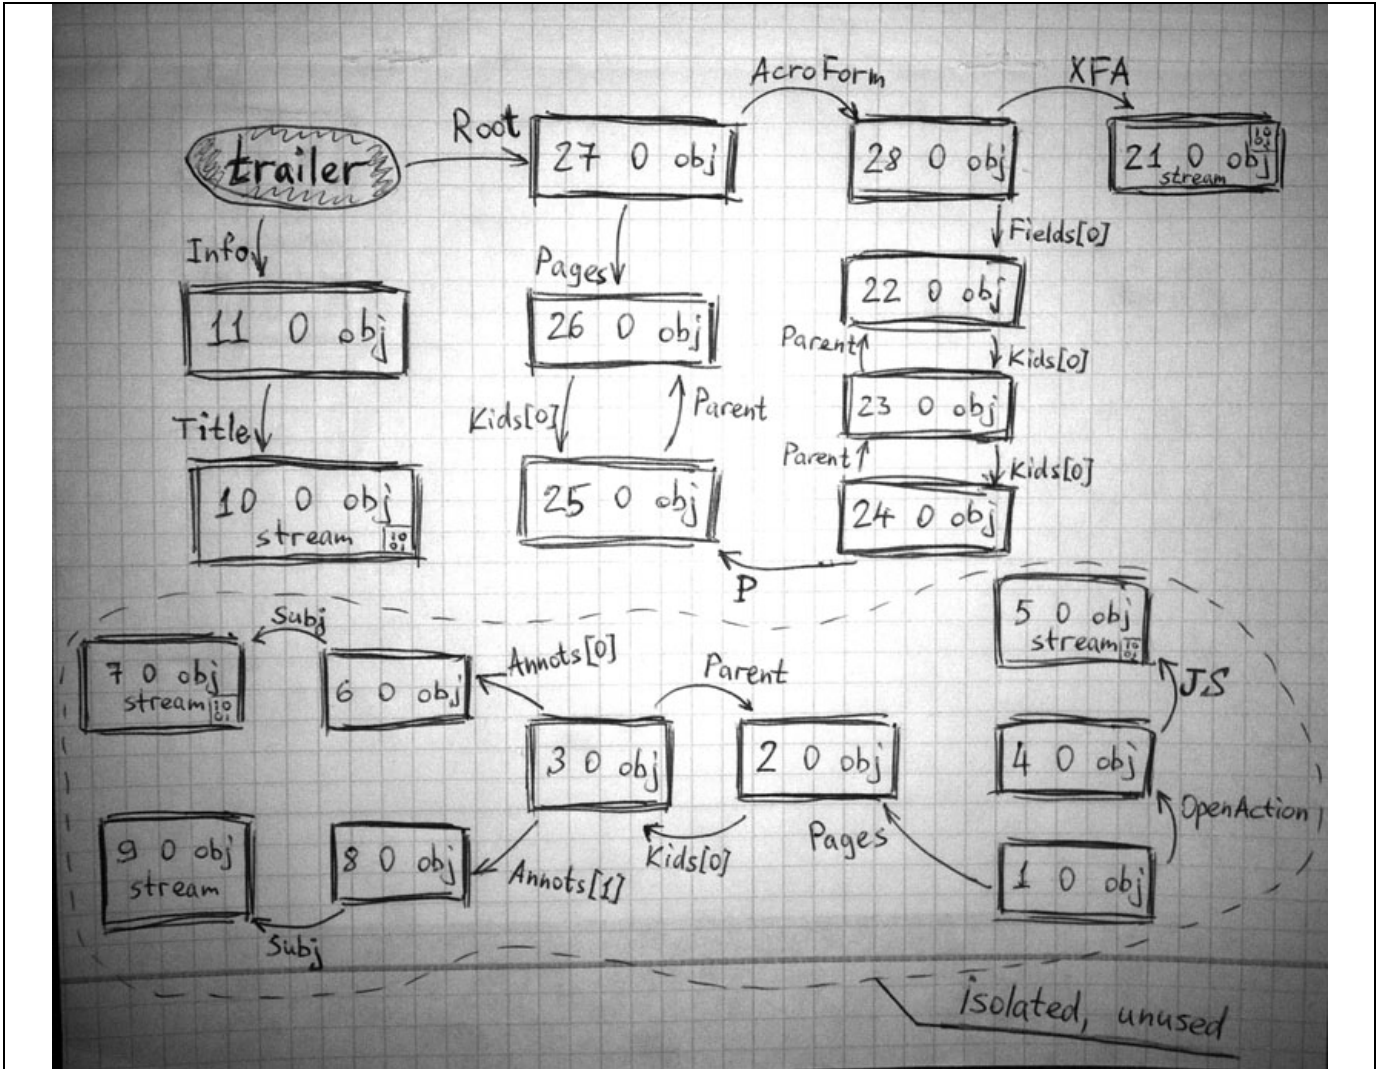 AcroForm
XFA
Root
trailer
27 0 obj
28 0 obj
21 0 obj
stream
Info
Pages
Fields[0]
11 0 obj
26 0 obj
22 0 obj
Parent
Kids[0]
Title
Kids[0]
Parent
23 0 obj
Parent
Kids[0]
10 0 obj
stream
25 0 obj
24 0 obj
P
Subj
Annots[0]
Parent
5 0 obj
stream
7 0 obj
stream
6 0 obj
JS
3 0 obj
2 0 obj
4 0 obj
OpenAction
9 0 obj
stream
8 0 obj
Annots[1]
Kids[0]
Pages
1 0 obj
Subj
isolated, unused